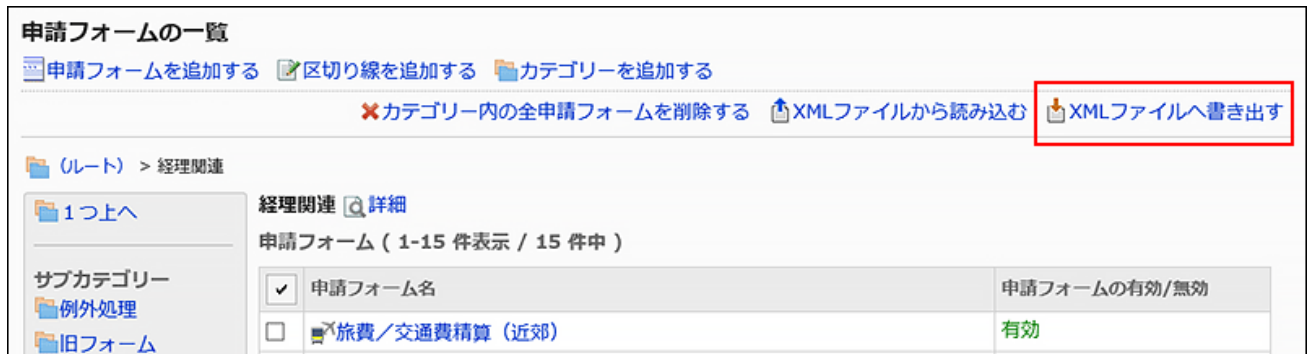 申請フォームの一覧
申請フォームを追加する 区切り線を追加する カテゴリーを追加する
カテゴリー内の全申請フォームを削除する XMLファイルから読み込む XMLファイルへ書き出す
（ルート） > 経理関連
1つ上へ
サブカテゴリー
例外処理
旧フォーム
経理関連 詳細
申請フォーム ( 1-15 件表示 / 15 件中 )
申請フォーム名 申請フォームの有効/無効
旅費／交通費精算（近郊） 有効